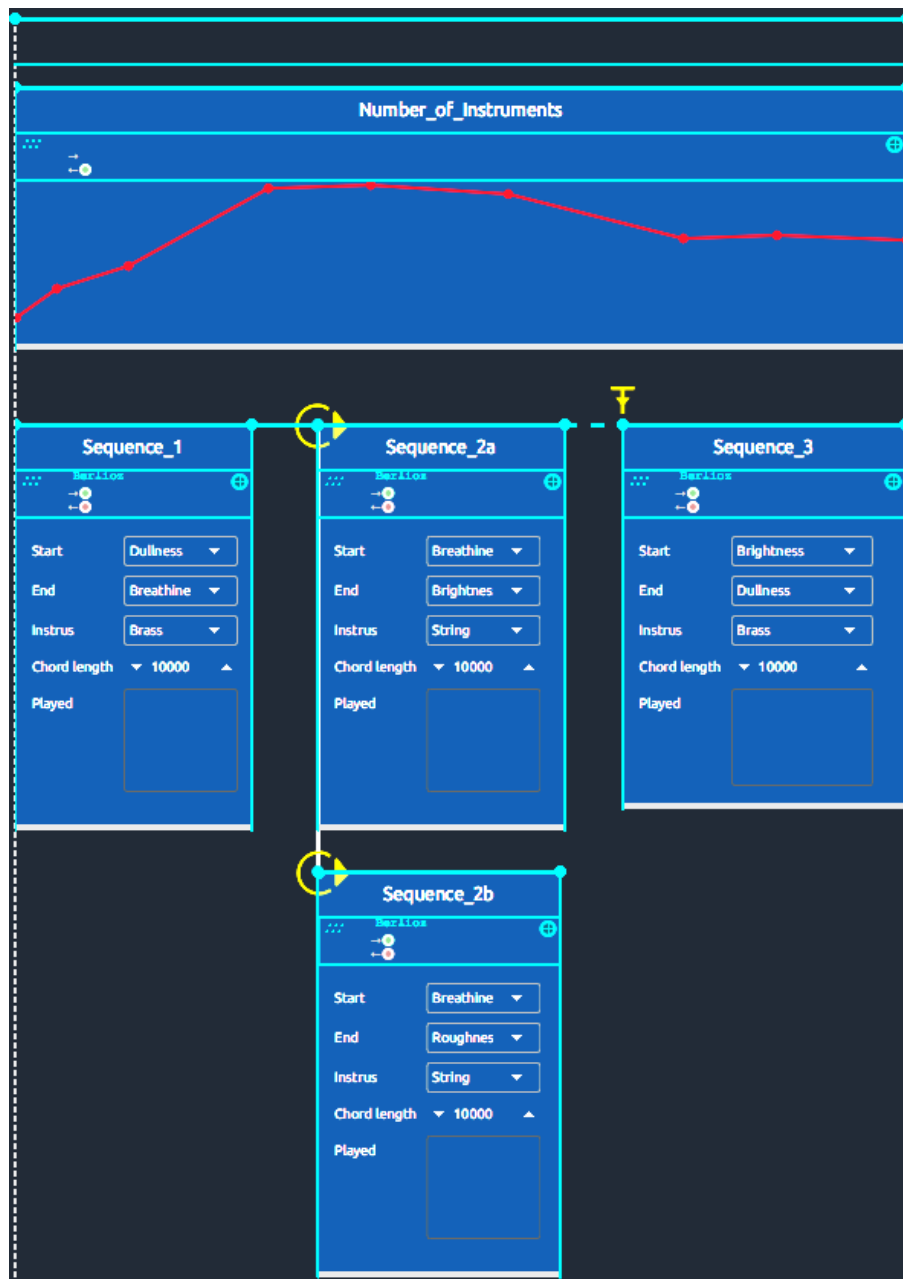 Number_of_Instruments
Sequence_1
Berlioz
Start Dullness
End Breathine
Instrus Brass
Chord length 10000
Played
Sequence_2a
Berlioz
Start Breathine
End Brightnes
Instrus String
Chord length 10000
Played
Sequence_3
Berlioz
Start Brightness
End Dullness
Instrus Brass
Chord length 10000
Played
Sequence_2b
Berlioz
Start Breathine
End Roughnes
Instrus String
Chord length 10000
Played